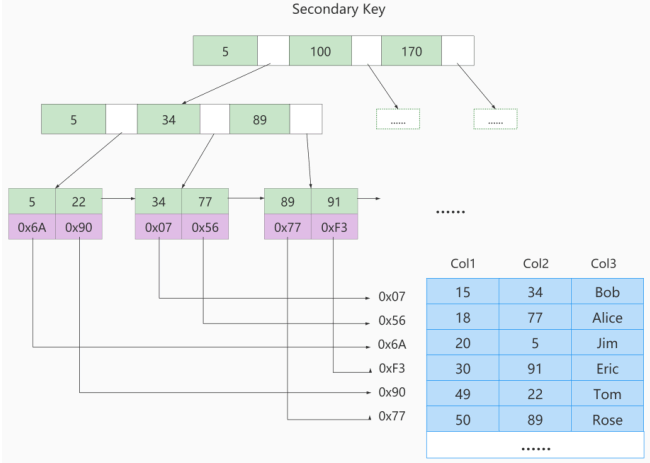 Secondary Key
5 100 170
5 34 89
...... ......
5 22 34 77 89 91
0x6A 0x90 0x07 0x56 0x77 0xF3
......
Col1 Col2 Col3
0x07 15 34 Bob
0x56 18 77 Alice
0x6A 20 5 Jim
0xF3 30 91 Eric
0x90 49 22 Tom
0x77 50 89 Rose
......